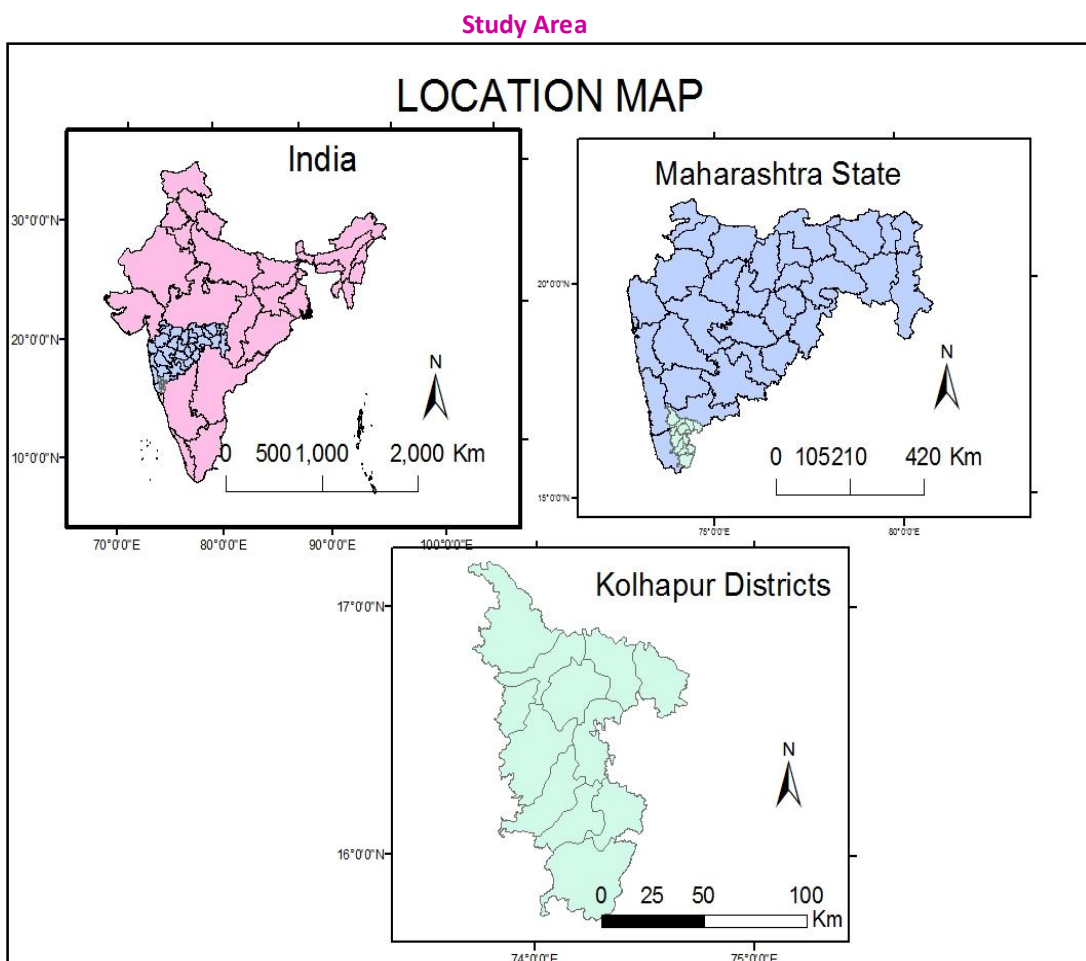 Study Area
LOCATION MAP
India
30°0'0"N
20°0'0"N
10°0'0"N
N
0 500 1,000 2,000 Km
70°0'0"E 80°0'0"E 90°0'0"E 100°0'0"E
Maharashtra State
20°0'0"N
15°0'0"N
N
0 105210 420 Km
75°0'0"E 80°0'0"E
Kolhapur Districts
17°0'0"N
16°0'0"N
N
0 25 50 100
Km
74°0'0"E 75°0'0"E